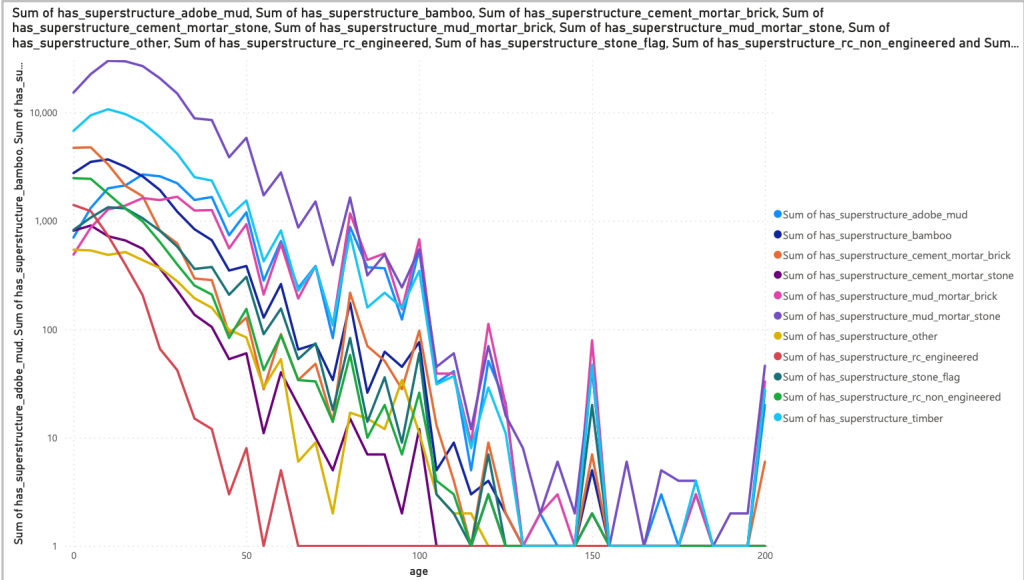 Sum of has_superstructure_adobe_mud, Sum of has_superstructure_bamboo, Sum of has_superstructure_cement_mortar_brick, Sum of
has_superstructure_cement_mortar_stone, Sum of has_superstructure_mud_mortar_brick, Sum of has_superstructure_mud_mortar_stone, Sum of
has_superstructure_other, Sum of has_superstructure_rc_engineered, Sum of has_superstructure_stone_flag, Sum of has_superstructure_rc_non_engineered and Sum...
Sum of has_superstructure_adobe_mud, Sum of has_superstructure_bamboo, Sum of has_su...
10,000
1,000
100
10
1
0
50
100
150
200
age
Sum of has_superstructure_adobe_mud
Sum of has_superstructure_bamboo
Sum of has_superstructure_cement_mortar_brick
Sum of has_superstructure_cement_mortar_stone
Sum of has_superstructure_mud_mortar_brick
Sum of has_superstructure_mud_mortar_stone
Sum of has_superstructure_other
Sum of has_superstructure_rc_engineered
Sum of has_superstructure_stone_flag
Sum of has_superstructure_rc_non_engineered
Sum of has_superstructure_timber